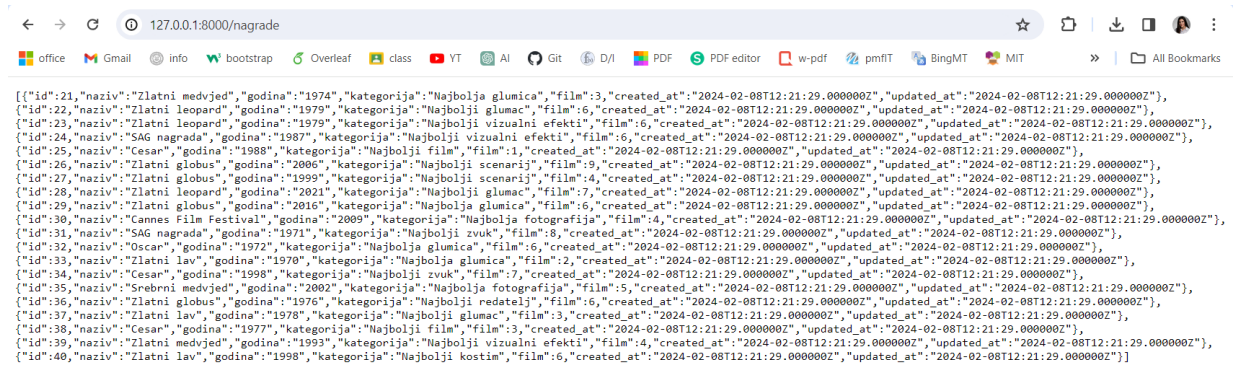 127.0.0.1:8000/nagrade
office Gmail info bootstrap Overleaf class YT AI Git D/I PDF PDF editor w-pdf pmfIT BingMT MIT » All Bookmarks
[{"id":21,"naziv":"Zlatni medvjed","godina":"1974","kategorija":"Najbolja glumica","film":3,"created_at":"2024-02-08T12:21:29.000000Z","updated_at":"2024-02-08T12:21:29.000000Z"},
{"id":22,"naziv":"Zlatni leopard","godina":"1979","kategorija":"Najbolji glumac","film":6,"created_at":"2024-02-08T12:21:29.000000Z","updated_at":"2024-02-08T12:21:29.000000Z"},
{"id":23,"naziv":"Zlatni leopard","godina":"1979","kategorija":"Najbolji vizualni efekti","film":6,"created_at":"2024-02-08T12:21:29.000000Z","updated_at":"2024-02-08T12:21:29.000000Z"},
{"id":24,"naziv":"SAG nagrada","godina":"1987","kategorija":"Najbolji vizualni efekti","film":6,"created_at":"2024-02-08T12:21:29.000000Z","updated_at":"2024-02-08T12:21:29.000000Z"},
{"id":25,"naziv":"Cesar","godina":"1988","kategorija":"Najbolji film","film":1,"created_at":"2024-02-08T12:21:29.000000Z","updated_at":"2024-02-08T12:21:29.000000Z"},
{"id":26,"naziv":"Zlatni globus","godina":"2006","kategorija":"Najbolji scenarij","film":9,"created_at":"2024-02-08T12:21:29.000000Z","updated_at":"2024-02-08T12:21:29.000000Z"},
{"id":27,"naziv":"Zlatni globus","godina":"1999","kategorija":"Najbolji scenarij","film":4,"created_at":"2024-02-08T12:21:29.000000Z","updated_at":"2024-02-08T12:21:29.000000Z"},
{"id":28,"naziv":"Zlatni leopard","godina":"2021","kategorija":"Najbolji glumac","film":7,"created_at":"2024-02-08T12:21:29.000000Z","updated_at":"2024-02-08T12:21:29.000000Z"},
{"id":29,"naziv":"Zlatni globus","godina":"2016","kategorija":"Najbolja glumica","film":6,"created_at":"2024-02-08T12:21:29.000000Z","updated_at":"2024-02-08T12:21:29.000000Z"},
{"id":30,"naziv":"Cannes Film Festival","godina":"2009","kategorija":"Najbolja fotografija","film":4,"created_at":"2024-02-08T12:21:29.000000Z","updated_at":"2024-02-08T12:21:29.000000Z"},
{"id":31,"naziv":"SAG nagrada","godina":"1971","kategorija":"Najbolji zvuk","film":8,"created_at":"2024-02-08T12:21:29.000000Z","updated_at":"2024-02-08T12:21:29.000000Z"},
{"id":32,"naziv":"Oscar","godina":"1972","kategorija":"Najbolja glumica","film":6,"created_at":"2024-02-08T12:21:29.000000Z","updated_at":"2024-02-08T12:21:29.000000Z"},
{"id":33,"naziv":"Zlatni lav","godina":"1970","kategorija":"Najbolja glumica","film":2,"created_at":"2024-02-08T12:21:29.000000Z","updated_at":"2024-02-08T12:21:29.000000Z"},
{"id":34,"naziv":"Cesar","godina":"1998","kategorija":"Najbolji zvuk","film":7,"created_at":"2024-02-08T12:21:29.000000Z","updated_at":"2024-02-08T12:21:29.000000Z"},
{"id":35,"naziv":"Srebrni medvjed","godina":"2002","kategorija":"Najbolja fotografija","film":5,"created_at":"2024-02-08T12:21:29.000000Z","updated_at":"2024-02-08T12:21:29.000000Z"},
{"id":36,"naziv":"Zlatni globus","godina":"1976","kategorija":"Najbolji redatelj","film":6,"created_at":"2024-02-08T12:21:29.000000Z","updated_at":"2024-02-08T12:21:29.000000Z"},
{"id":37,"naziv":"Zlatni lav","godina":"1978","kategorija":"Najbolji glumac","film":3,"created_at":"2024-02-08T12:21:29.000000Z","updated_at":"2024-02-08T12:21:29.000000Z"},
{"id":38,"naziv":"Cesar","godina":"1977","kategorija":"Najbolji film","film":3,"created_at":"2024-02-08T12:21:29.000000Z","updated_at":"2024-02-08T12:21:29.000000Z"},
{"id":39,"naziv":"Zlatni medvjed","godina":"1993","kategorija":"Najbolji vizualni efekti","film":4,"created_at":"2024-02-08T12:21:29.000000Z","updated_at":"2024-02-08T12:21:29.000000Z"},
{"id":40,"naziv":"Zlatni lav","godina":"1998","kategorija":"Najbolji kostim","film":6,"created_at":"2024-02-08T12:21:29.000000Z","updated_at":"2024-02-08T12:21:29.000000Z"}]